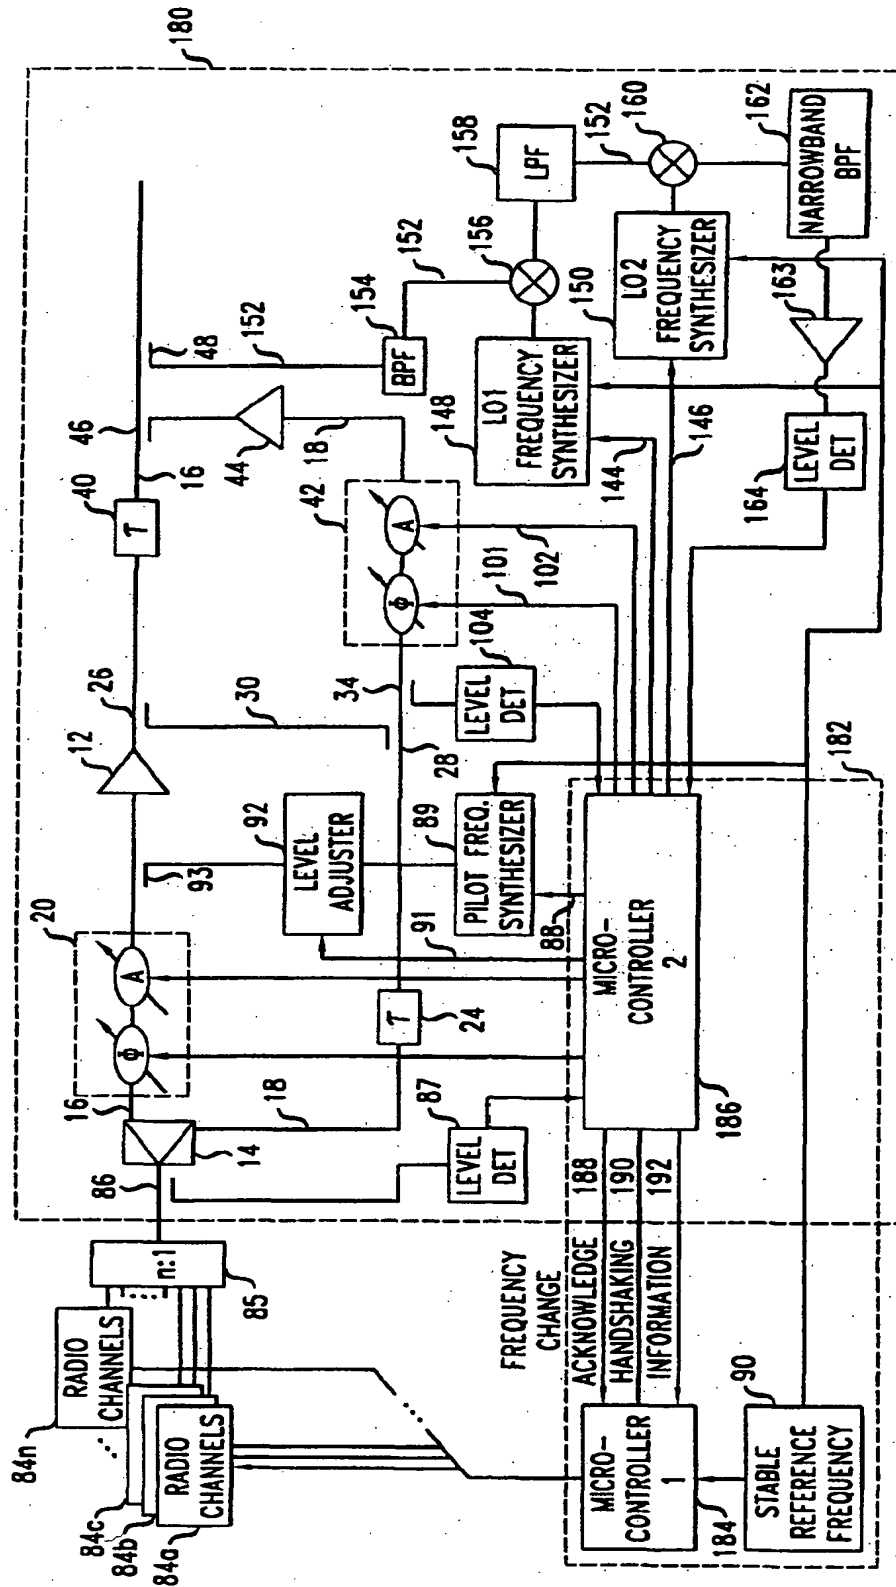 180
84n
RADIO
CHANNELS
84c
84b
84a
RADIO
CHANNELS
n:1
85
86
14
16
20
Φ
A
18
87
LEVEL
DET
τ
24
93
92
LEVEL
ADJUSTER
91
89
PILOT FREQ.
SYNTHESIZER
88
12
26
30
28
34
104
LEVEL
DET
101
102
42
Φ
A
40
τ
16
46
44
18
48
152
154
BPF
152
156
158
LPF
152
160
162
NARROWBAND
BPF
148
LO1
FREQUENCY
SYNTHESIZER
144
150
LO2
FREQUENCY
SYNTHESIZER
146
163
164
LEVEL
DET
182
MICRO-
CONTROLLER
2
186
FREQUENCY
CHANGE
ACKNOWLEDGE
188
HANDSHAKING
190
INFORMATION
192
MICRO-
CONTROLLER
1
184
90
STABLE
REFERENCE
FREQUENCY